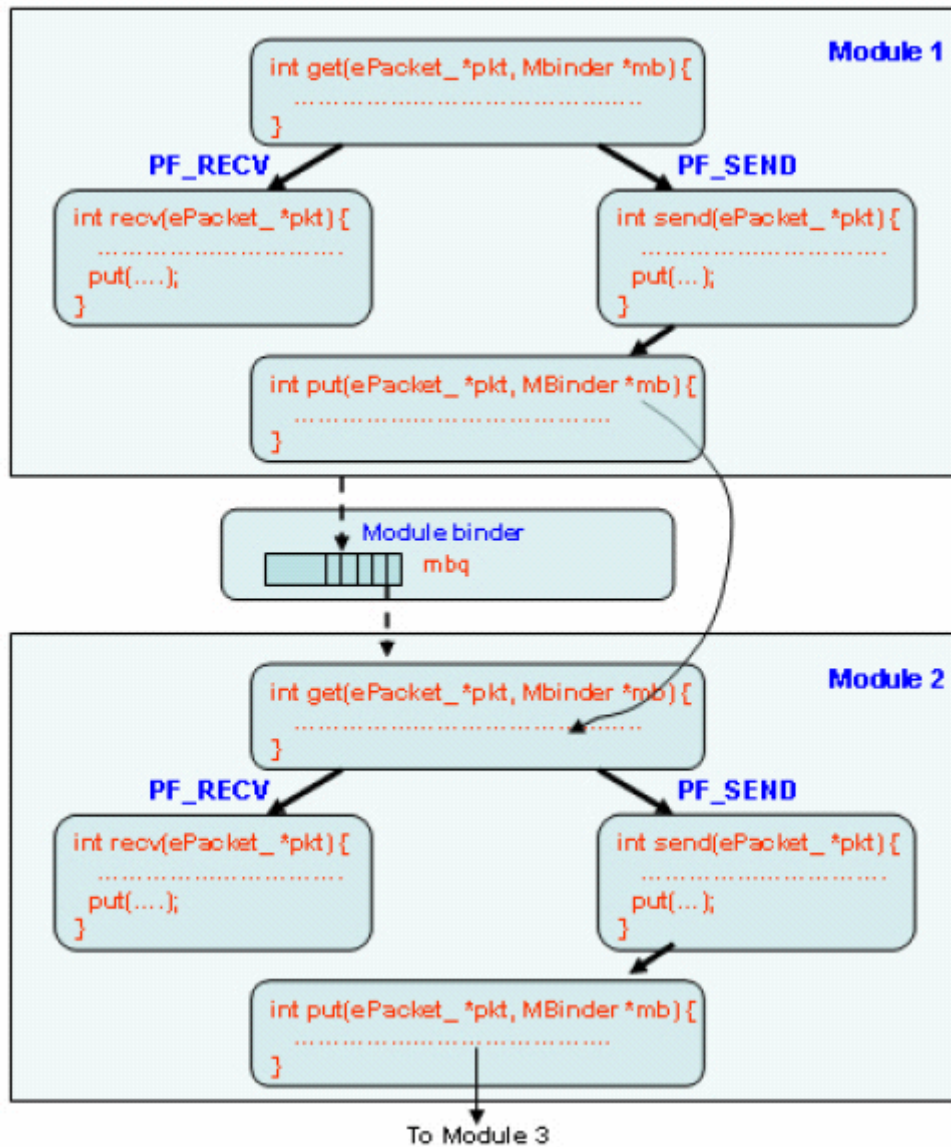 Module 1
int get(ePacket_ *pkt, Mbinder *mb) {
…………………………………….
}
PF_RECV
PF_SEND
int recv(ePacket_ *pkt) {
………………………….
put(….);
}
int send(ePacket_ *pkt) {
………………………….
put(...);
}
int put(ePacket_ *pkt, MBinder *mb) {
………………………………….
}
Module binder
mbq
Module 2
int get(ePacket_ *pkt, Mbinder *mb) {
…………………………………….
}
PF_RECV
PF_SEND
int recv(ePacket_ *pkt) {
………………………….
put(….);
}
int send(ePacket_ *pkt) {
………………………….
put(...);
}
int put(ePacket_ *pkt, MBinder *mb) {
………………………………….
}
To Module 3